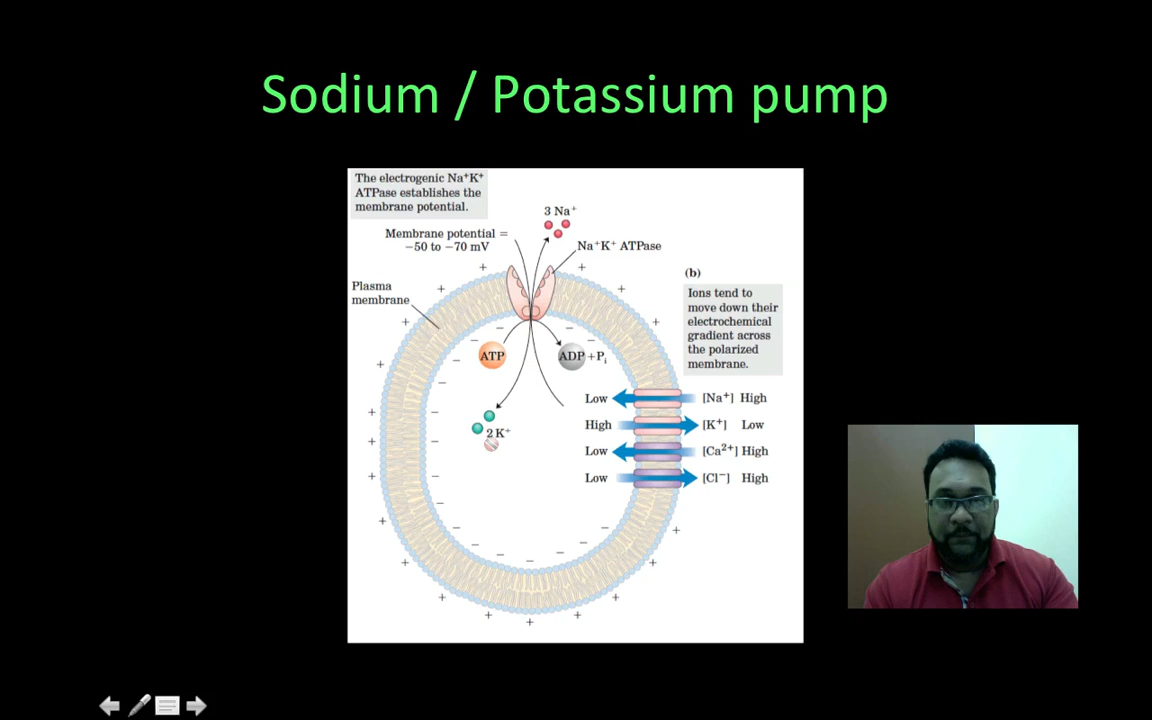 Sodium / Potassium pump
The electrogenic Na⁺K⁺
ATPase establishes the
membrane potential.
3 Na⁺
Membrane potential =
−50 to −70 mV
Na⁺K⁺ ATPase
Plasma
membrane
(b)
Ions tend to
move down their
electrochemical
gradient across
the polarized
membrane.
ATP
ADP +Pᵢ
2 K⁺
Low [Na⁺] High
High [K⁺] Low
Low [Ca²⁺] High
Low [Cl⁻] High